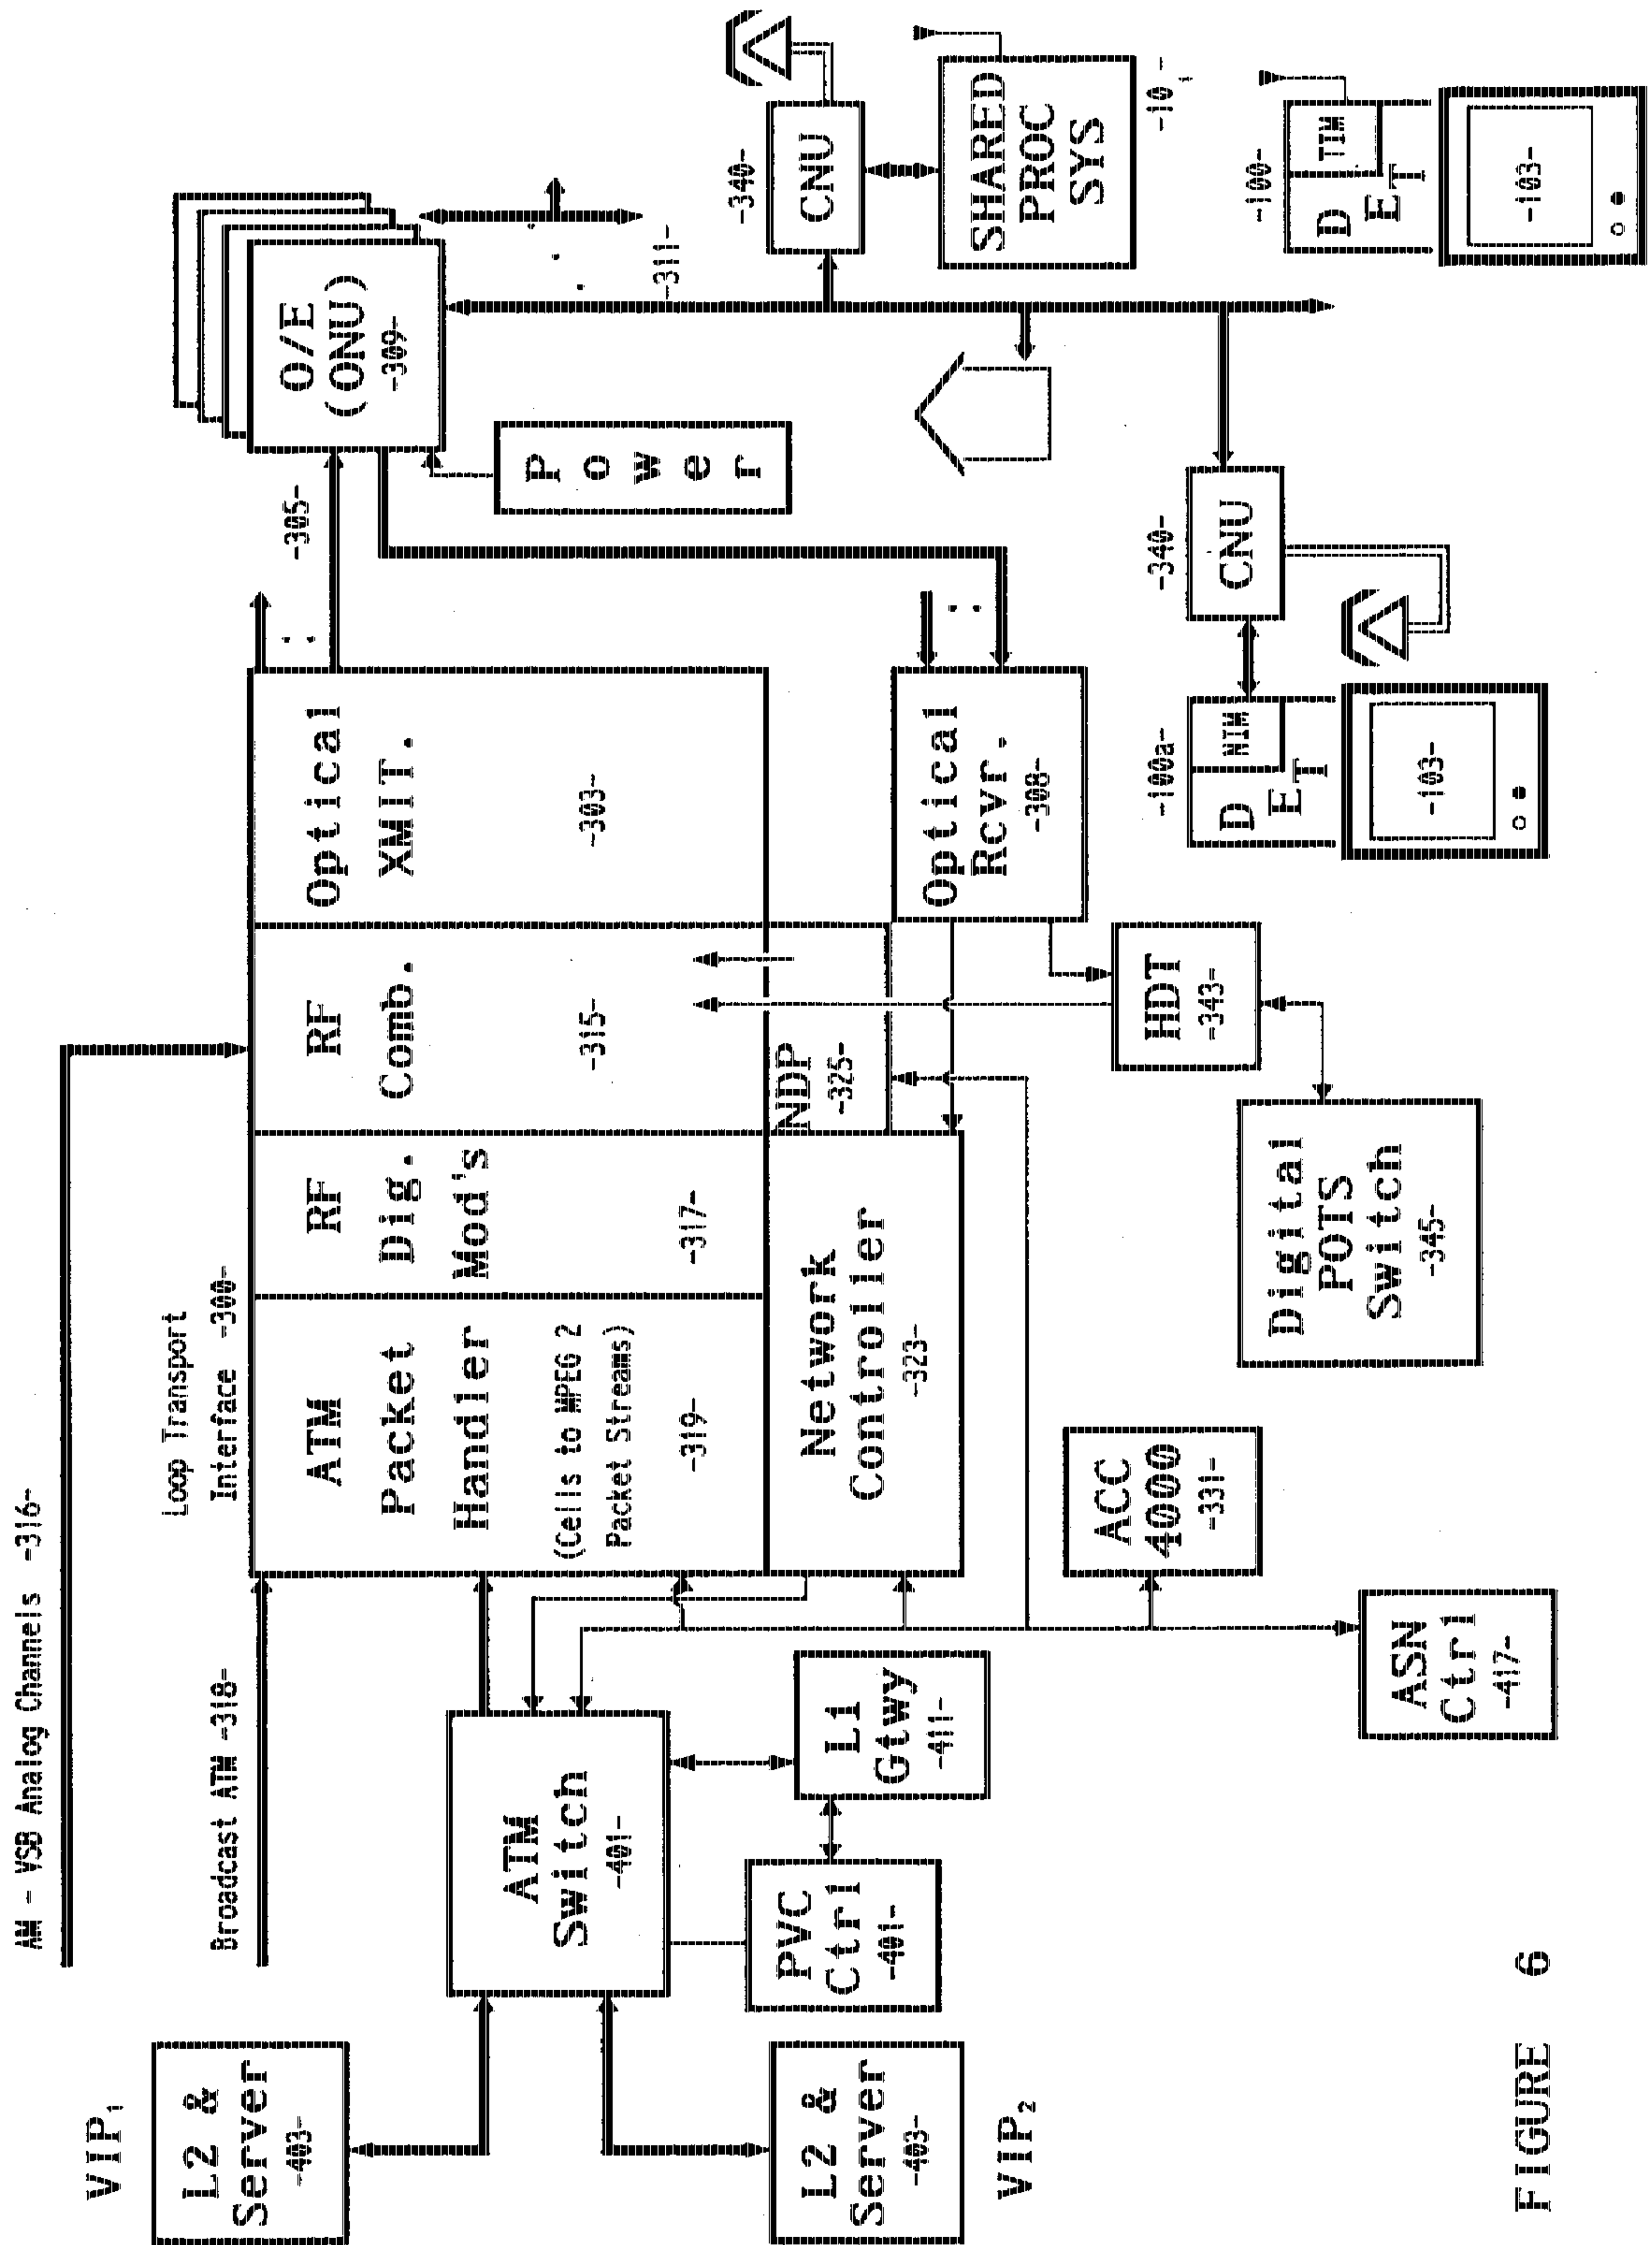 AM - VSB Analog Channels -316-
Loop Transport
Interface -300-
Broadcast ATM -318-
VIP1
L2 &
Server
-403-
L2 &
Server
-403-
VIP2
ATM
Switch
-401-
PVC
Ctrl
-401-
L1
Gtwy
-411-
ATM
Packet
Handler
(Cells to MPEG 2
Packet Streams)
-319-
RF
Dig.
Mod's
-317-
RF
Comb.
-315-
Optical
XMIT.
-303-
Network
Controller
-323-
NDP
-325-
Optical
Rcvr.
-308-
ACC
4000
-331-
ASN
Ctrl
-417-
HDT
-343-
Digital
POTS
Switch
-345-
-305-
O/E
(ONU)
-309-
Power
-311-
-340-
CNU
SHARED
PROC
SYS
-10
1
-340-
CNU
-100a-
DET
NIM
-103-
-100-
DET
TIM
-103-
FIGURE 6